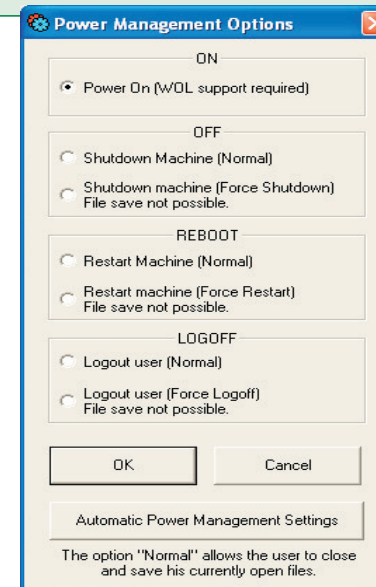 Power Management Options
ON
Power On (WOL support required)
OFF
Shutdown Machine (Normal)
Shutdown machine (Force Shutdown)
File save not possible.
REBOOT
Restart Machine (Normal)
Restart machine (Force Restart)
File save not possible.
LOGOFF
Logout user (Normal)
Logout user (Force Logoff)
File save not possible.
OK Cancel
Automatic Power Management Settings
The option "Normal" allows the user to close
and save his currently open files.